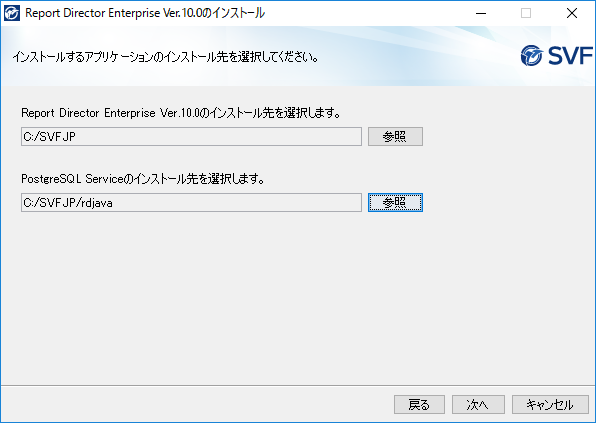 Report Director Enterprise Ver.10.0のインストール
インストールするアプリケーションのインストール先を選択してください。
SVF
Report Director Enterprise Ver.10.0のインストール先を選択します。
C:/SVFJP
参照
PostgreSQL Serviceのインストール先を選択します。
C:/SVFJP/rdjava
参照
戻る
次へ
キャンセル